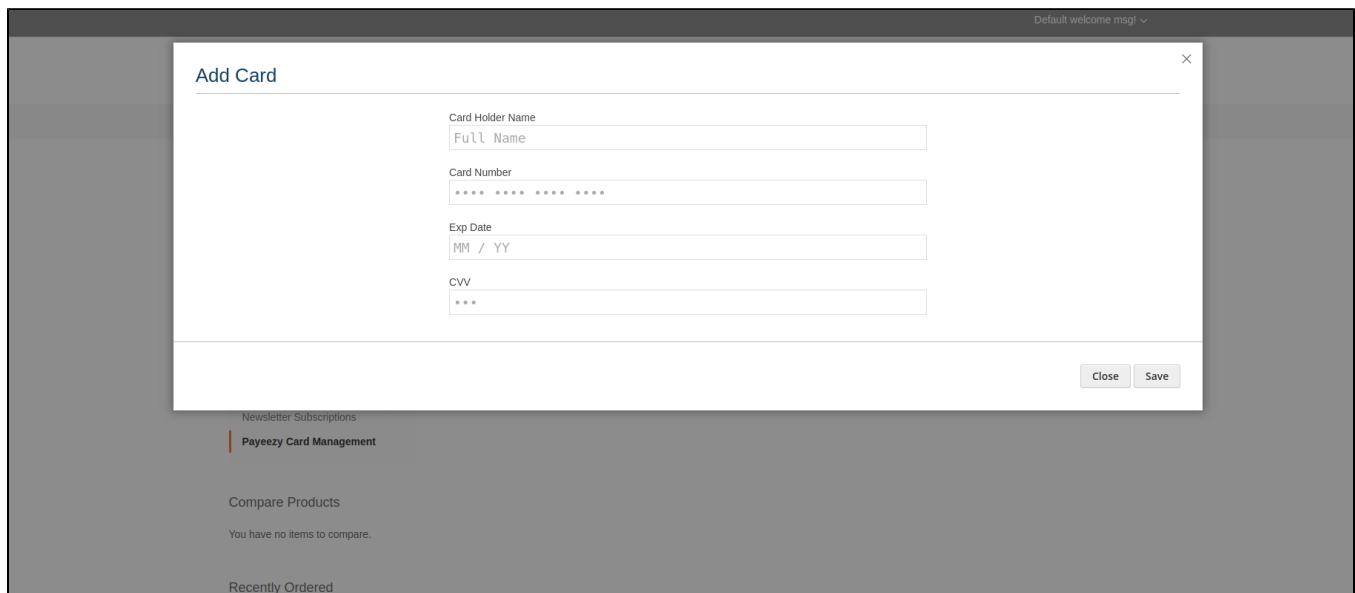 Default welcome msg!
Add Card
Card Holder Name
Full Name
Card Number
•••• •••• •••• ••••
Exp Date
MM / YY
CVV
•••
Close Save
Newsletter Subscriptions
Payeezy Card Management
Compare Products
You have no items to compare.
Recently Ordered